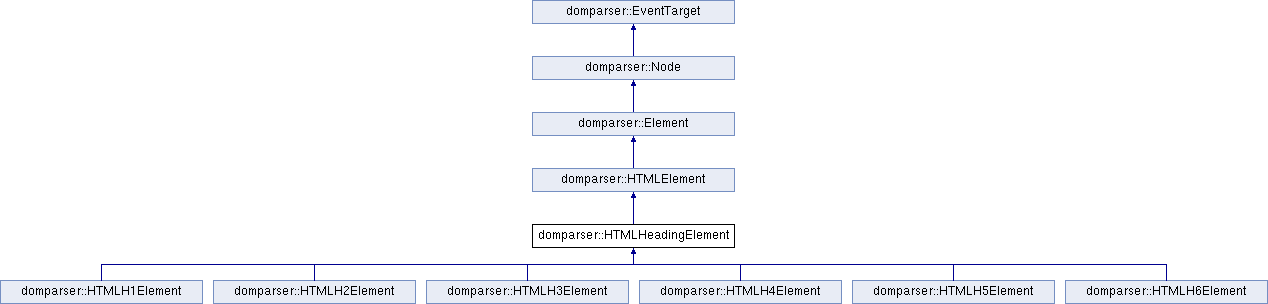 domparser::EventTarget
domparser::Node
domparser::Element
domparser::HTMLElement
domparser::HTMLHeadingElement
domparser::HTMLH1Element
domparser::HTMLH2Element
domparser::HTMLH3Element
domparser::HTMLH4Element
domparser::HTMLH5Element
domparser::HTMLH6Element